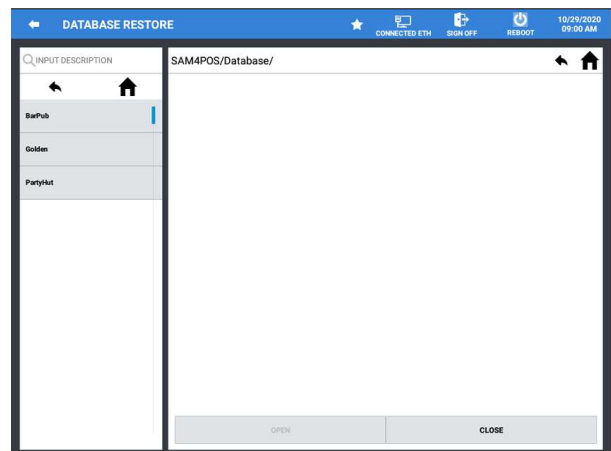 DATABASE RESTORE
CONNECTED ETH
SIGN OFF
REBOOT
10/29/2020
09:00 AM
INPUT DESCRIPTION
SAM4POS/Database/
BarPub
Golden
PartyHut
OPEN
CLOSE